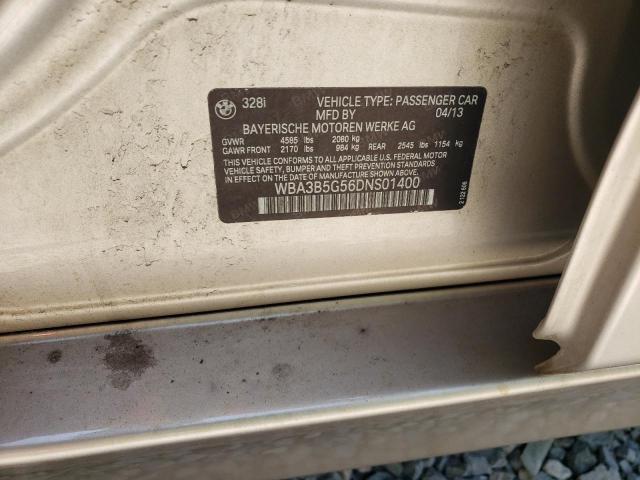 328i VEHICLE TYPE: PASSENGER CAR
MFD BY 04/13
BAYERISCHE MOTOREN WERKE AG
GVWR 4585 lbs 2080 kg
GAWR FRONT 2170 lbs 984 kg REAR 2545 lbs 1154 kg
THIS VEHICLE CONFORMS TO ALL APPLICABLE U.S. FEDERAL MOTOR
VEHICLE SAFETY AND THEFT PREVENTION STANDARDS IN
EFFECT ON THE DATE OF MANUFACTURE SHOWN ABOVE.
WBA3B5G56DNS01400